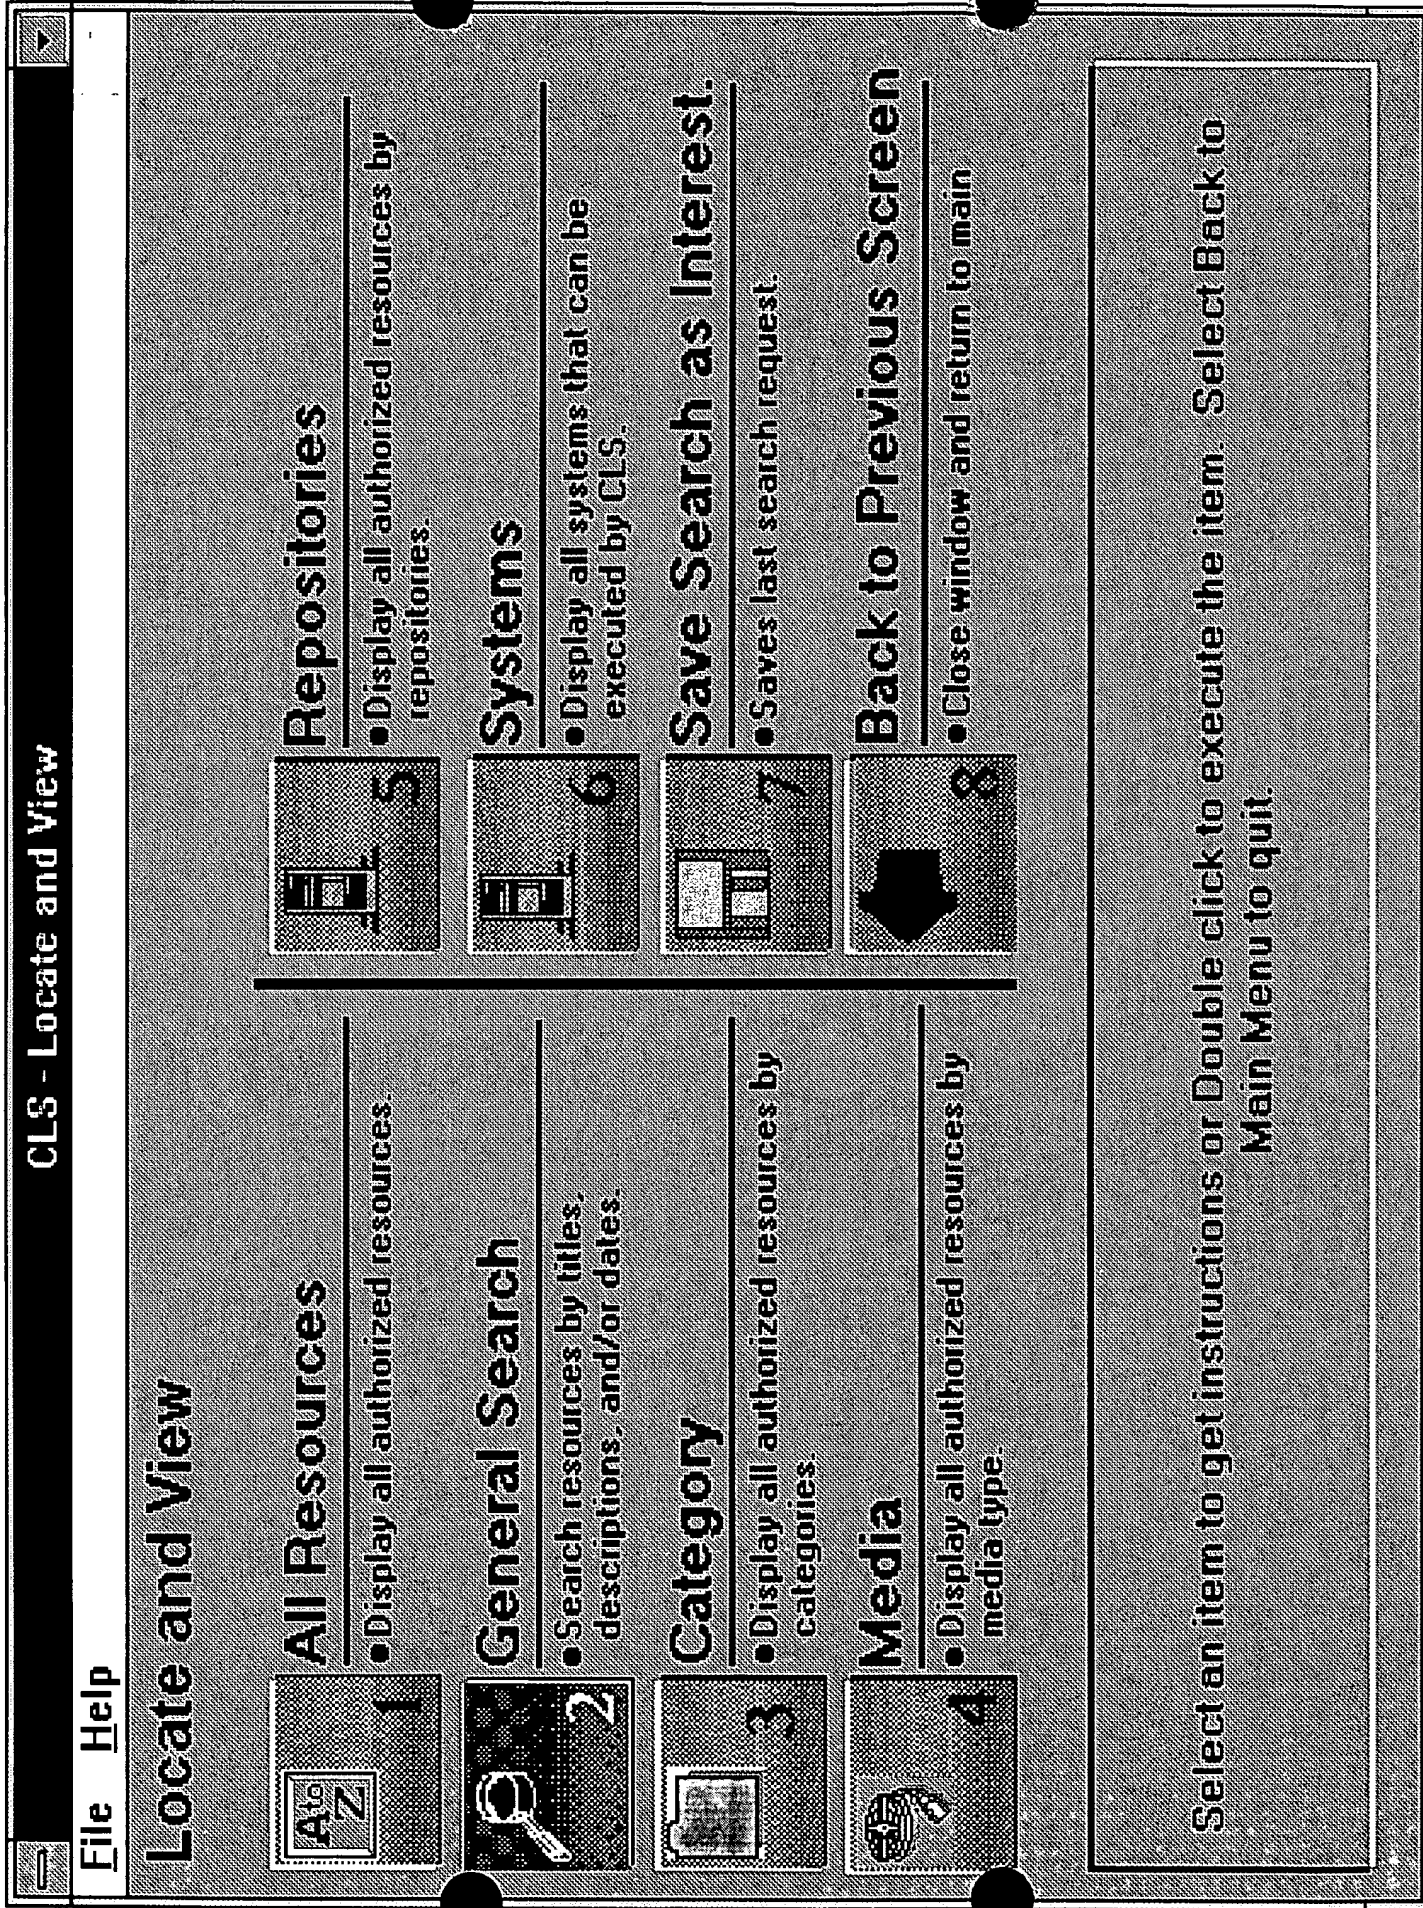 CLS - Locate and View
File Help
Locate and View
A to
Z
1
All Resources
• Display all authorized resources.
2
General Search
• Search resources by titles,
descriptions, and/or dates.
3
Category
• Display all authorized resources by
categories.
4
Media
• Display all authorized resources by
media type.
5
Repositories
• Display all authorized resources by
repositories.
6
Systems
• Display all systems that can be
executed by CLS.
7
Save Search as Interest.
• Saves last search request.
8
Back to Previous Screen
• Close window and return to main
Select an item to get instructions or Double click to execute the item. Select Back to
Main Menu to quit.